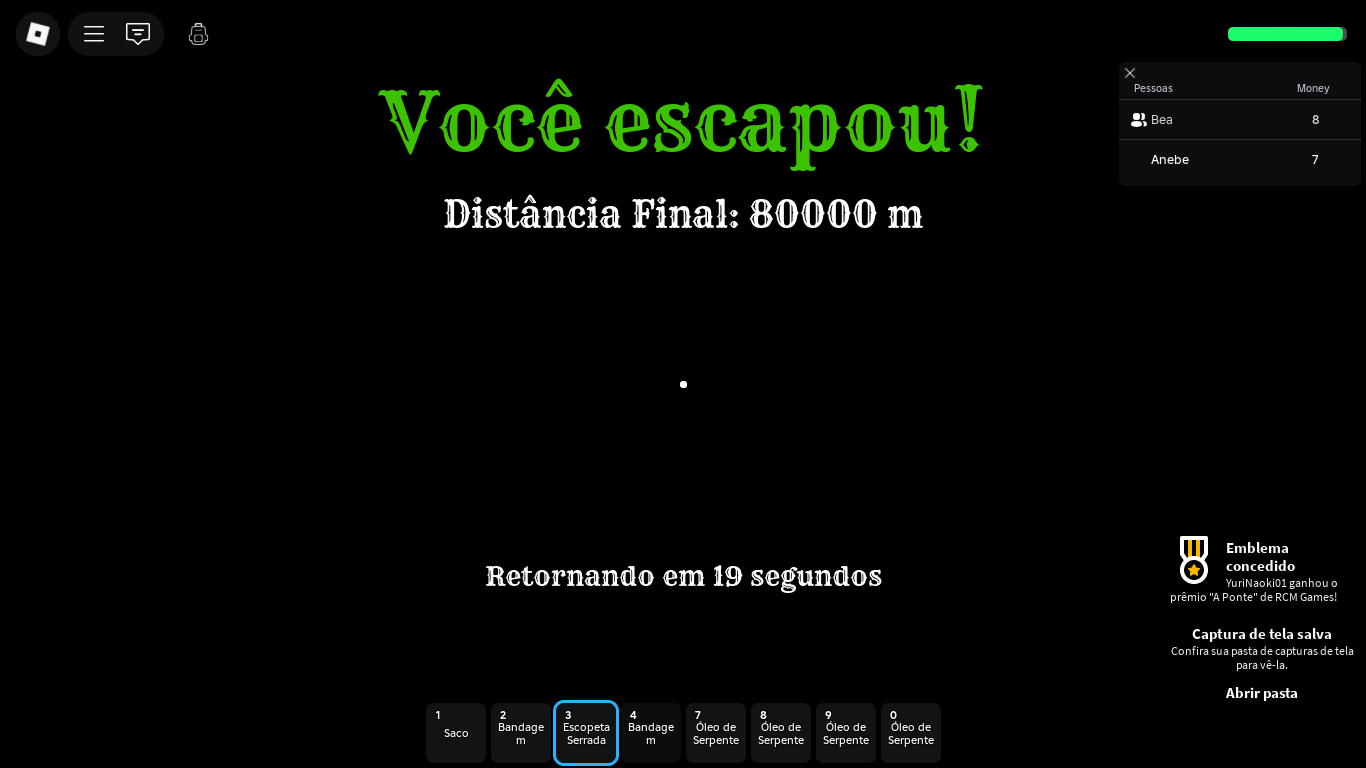 Pessoas Money
Bea 8
Anebe 7
Você escapou!
Distância Final: 80000 m
Retornando em 19 segundos
Emblema
concedido
YuriNaoki01 ganhou o
prêmio "A Ponte" de RCM Games!
Captura de tela salva
Confira sua pasta de capturas de tela
para vê-la.
Abrir pasta
1 2 3 4 7 8 9 0
Saco
Bandage
m
Escopeta
Serrada
Bandage
m
Óleo de
Serpente
Óleo de
Serpente
Óleo de
Serpente
Óleo de
Serpente